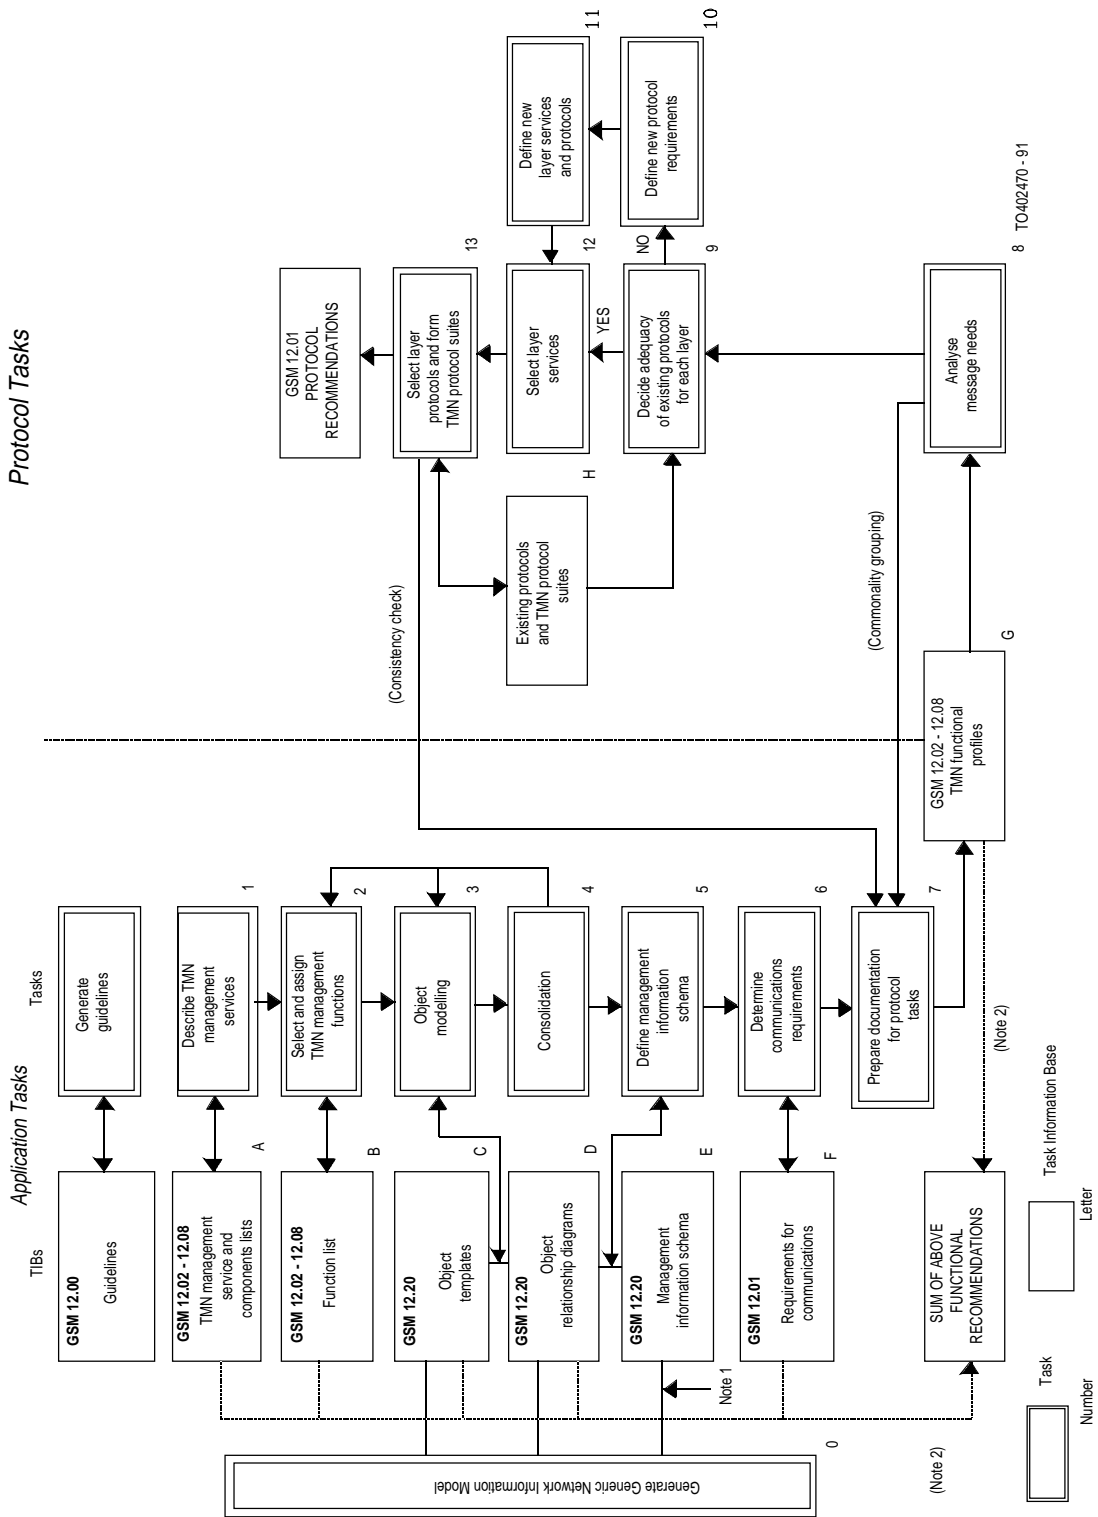 Application Tasks
Protocol Tasks
TIBs
Tasks
GSM 12.00
Guidelines
Generate
guidelines
GSM 12.02 - 12.08
TMN management
service and
components lists
A
Describe TMN
management
services
1
GSM 12.02 - 12.08
Function list
B
Select and assign
TMN management
functions
2
GSM 12.20
Object
templates
C
Object
modelling
3
GSM 12.20
Object
relationship diagrams
D
Consolidation
4
GSM 12.20
Management
information schema
E
Define management
information
schema
5
GSM 12.01
Requirements for
communications
F
Determine
communications
requirements
6
Prepare documentation
for protocol
tasks
7
Generate Generic Network Information Model
0
Note 1
(Note 2)
(Note 2)
SUM OF ABOVE
FUNCTIONAL
RECOMMENDATIONS
GSM 12.02 - 12.08
TMN functional
profiles
G
(Consistency check)
(Commonality grouping)
GSM 12.01
PROTOCOL
RECOMMENDATIONS
Select layer
protocols and form
TMN protocol suites
13
Existing protocols
and TMN protocol
suites
H
Select layer
services
12
Define new
layer services
and protocols
11
YES
NO
Decide adequacy
of existing protocols
for each layer
9
Define new protocol
requirements
10
Analyse
message needs
8
TO402470 - 91
Task
Number
Task Information Base
Letter